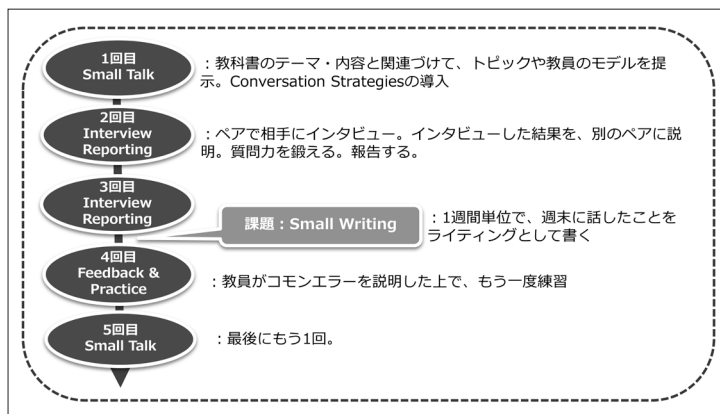 1回目
Small Talk
：教科書のテーマ・内容と関連づけて、トピックや教員のモデルを提
示。Conversation Strategiesの導入
2回目
Interview
Reporting
：ペアで相手にインタビュー。インタビューした結果を、別のペアに説
明。質問力を鍛える。報告する。
3回目
Interview
Reporting
課題：Small Writing
：1週間単位で、週末に話したことを
ライティングとして書く
4回目
Feedback &
Practice
：教員がコモンエラーを説明した上で、もう一度練習
5回目
Small Talk
：最後にもう1回。